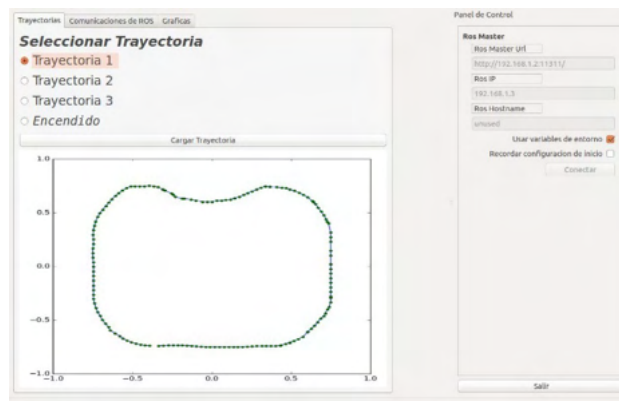 Trayectorias Comunicaciones de ROS Graficas
Seleccionar Trayectoria
Trayectoria 1
Trayectoria 2
Trayectoria 3
Encendido
Cargar Trayectoria
1.0
0.5
0.0
−0.5
−1.0
−1.0 −0.5 0.0 0.5 1.0
Panel de Control
Ros Master
Ros Master Url
http://192.168.1.2:11311/
Ros IP
192.168.1.3
Ros Hostname
unused
Usar variables de entorno
Recordar configuracion de inicio
Conectar
Salir